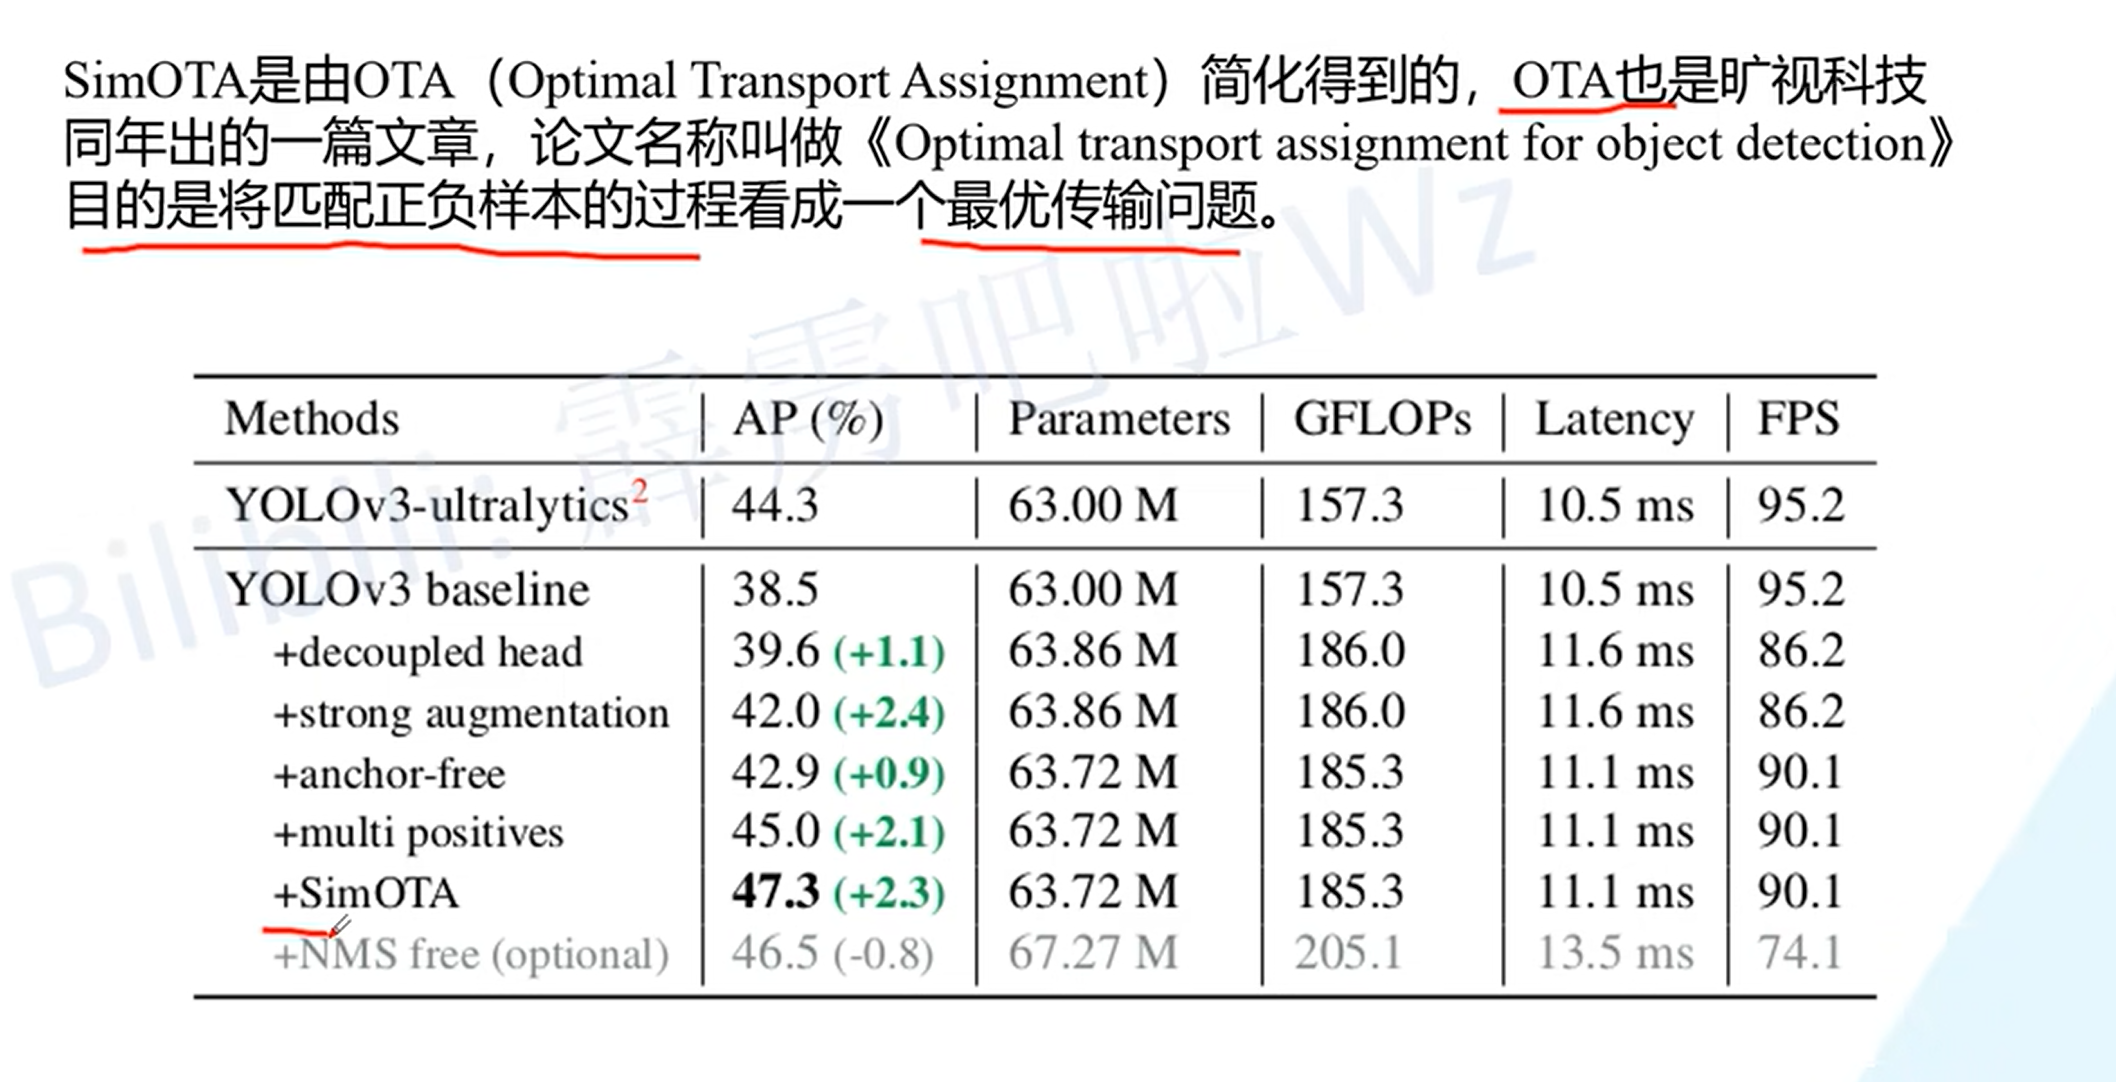 SimOTA是由OTA（Optimal Transport Assignment）简化得到的，OTA也是旷视科技
同年出的一篇文章，论文名称叫做《Optimal transport assignment for object detection》
目的是将匹配正负样本的过程看成一个最优传输问题。
Bilibili: 霹雳吧啦Wz
Methods AP (%) Parameters GFLOPs Latency FPS
YOLOv3-ultralytics2 44.3 63.00 M 157.3 10.5 ms 95.2
YOLOv3 baseline 38.5 63.00 M 157.3 10.5 ms 95.2
+decoupled head 39.6 (+1.1) 63.86 M 186.0 11.6 ms 86.2
+strong augmentation 42.0 (+2.4) 63.86 M 186.0 11.6 ms 86.2
+anchor-free 42.9 (+0.9) 63.72 M 185.3 11.1 ms 90.1
+multi positives 45.0 (+2.1) 63.72 M 185.3 11.1 ms 90.1
+SimOTA 47.3 (+2.3) 63.72 M 185.3 11.1 ms 90.1
+NMS free (optional) 46.5 (-0.8) 67.27 M 205.1 13.5 ms 74.1